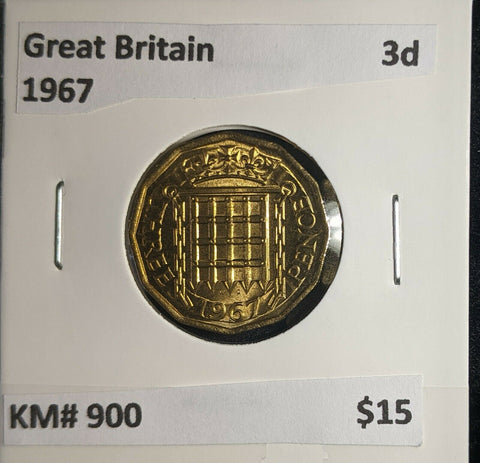 Great Britain 3d
1967
THREE PENCE
1967
KM# 900 $15